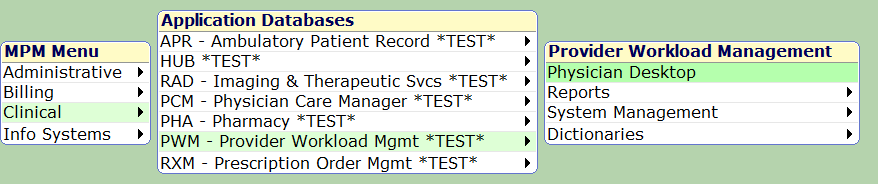 MPM Menu
Administrative
Billing
Clinical
Info Systems
Application Databases
APR - Ambulatory Patient Record *TEST*
HUB *TEST*
RAD - Imaging & Therapeutic Svcs *TEST*
PCM - Physician Care Manager *TEST*
PHA - Pharmacy *TEST*
PWM - Provider Workload Mgmt *TEST*
RXM - Prescription Order Mgmt *TEST*
Provider Workload Management
Physician Desktop
Reports
System Management
Dictionaries